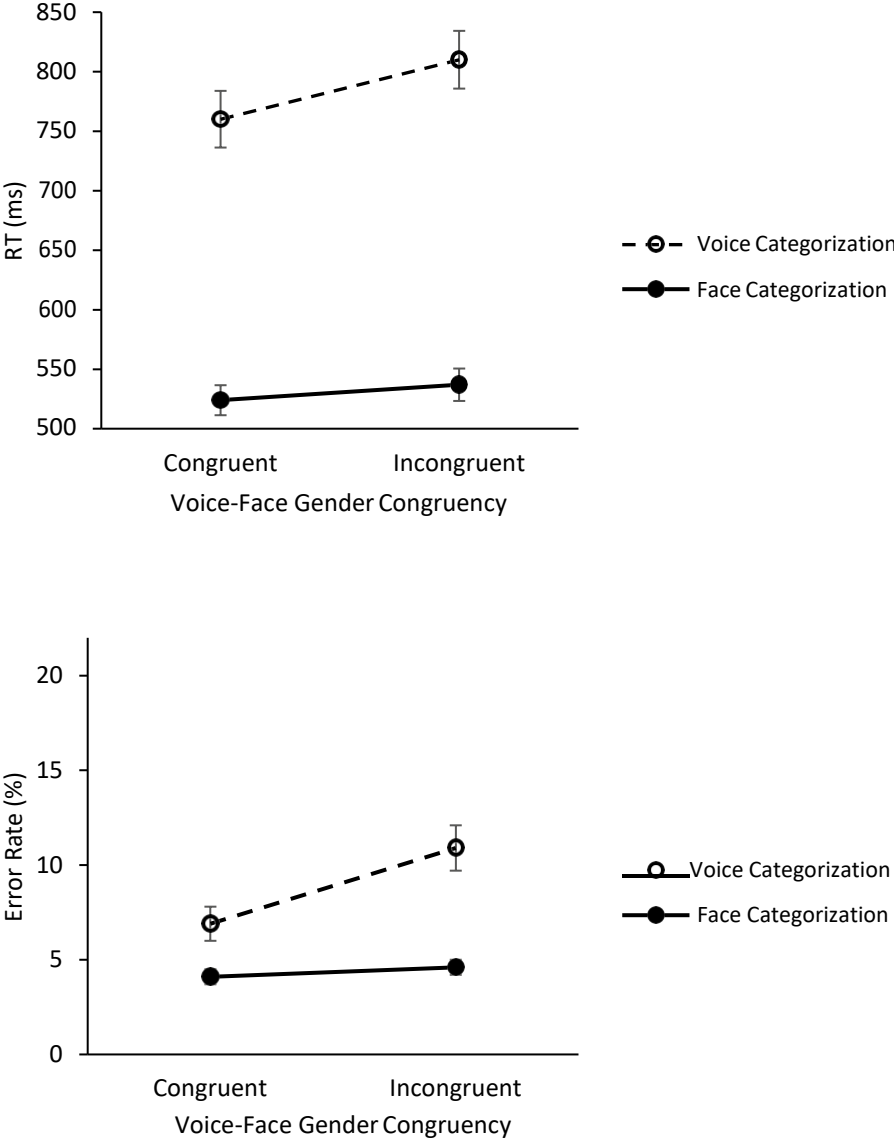 850
800
750
700
650
600
550
500
RT (ms)
Congruent Incongruent
Voice-Face Gender Congruency
Voice Categorization
Face Categorization
20
15
10
5
0
Error Rate (%)
Congruent Incongruent
Voice-Face Gender Congruency
Voice Categorization
Face Categorization